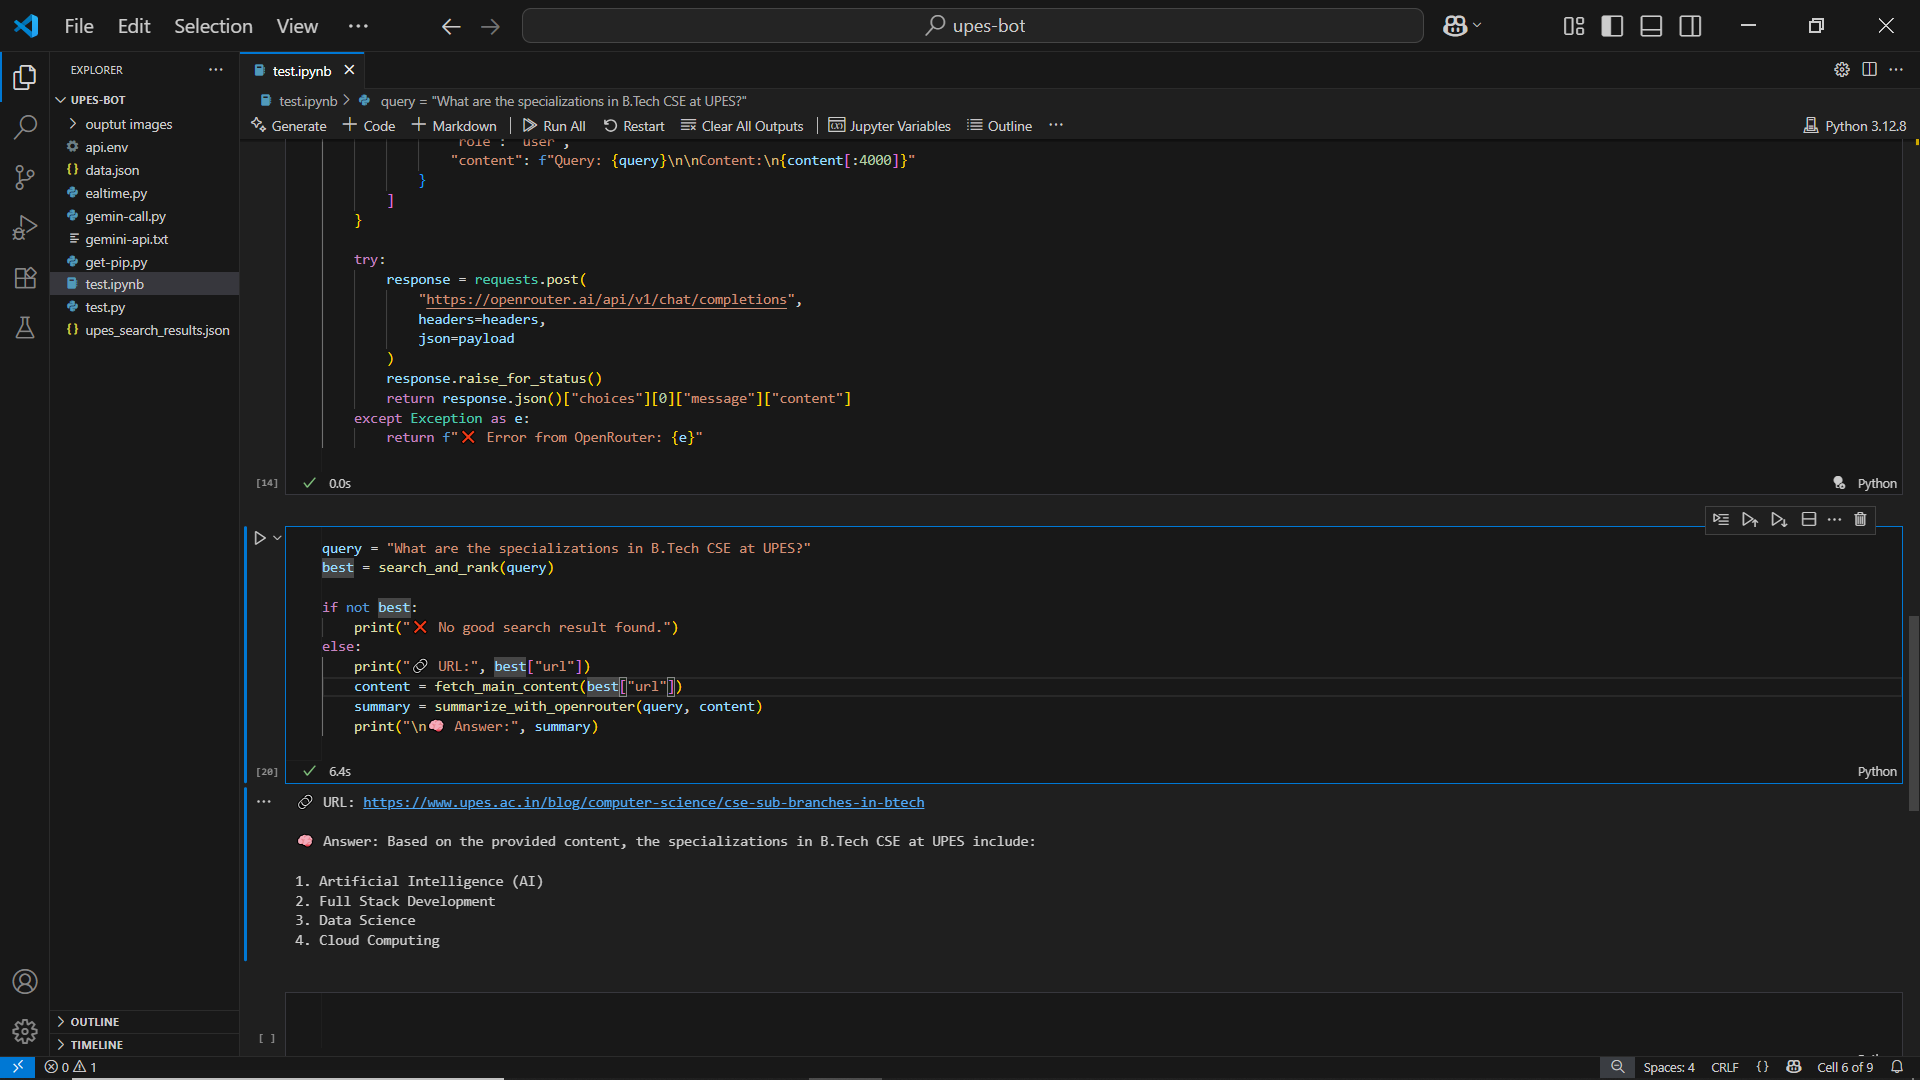 File Edit Selection View ···
upes-bot
EXPLORER ···
UPES-BOT
ouptut images
api.env
data.json
ealtime.py
gemin-call.py
gemini-api.txt
get-pip.py
test.ipynb
test.py
upes_search_results.json
OUTLINE
TIMELINE
test.ipynb
test.ipynb > query = "What are the specializations in B.Tech CSE at UPES?"
Generate + Code + Markdown | Run All Restart Clear All Outputs | Jupyter Variables Outline ···
Python 3.12.8
"role": "user",
"content": f"Query: {query}\n\nContent:\n{content[:4000]}"
}
]
}
try:
response = requests.post(
"https://openrouter.ai/api/v1/chat/completions",
headers=headers,
json=payload
)
response.raise_for_status()
return response.json()["choices"][0]["message"]["content"]
except Exception as e:
return f"❌ Error from OpenRouter: {e}"
[14] ✓ 0.0s Python
query = "What are the specializations in B.Tech CSE at UPES?"
best = search_and_rank(query)
if not best:
print("❌ No good search result found.")
else:
print("🔗 URL:", best["url"])
content = fetch_main_content(best["url"])
summary = summarize_with_openrouter(query, content)
print("\n🧠 Answer:", summary)
[20] ✓ 6.4s Python
🔗 URL: https://www.upes.ac.in/blog/computer-science/cse-sub-branches-in-btech
🧠 Answer: Based on the provided content, the specializations in B.Tech CSE at UPES include:
1. Artificial Intelligence (AI)
2. Full Stack Development
3. Data Science
4. Cloud Computing
[ ]
0 1
Spaces: 4 CRLF {} Cell 6 of 9